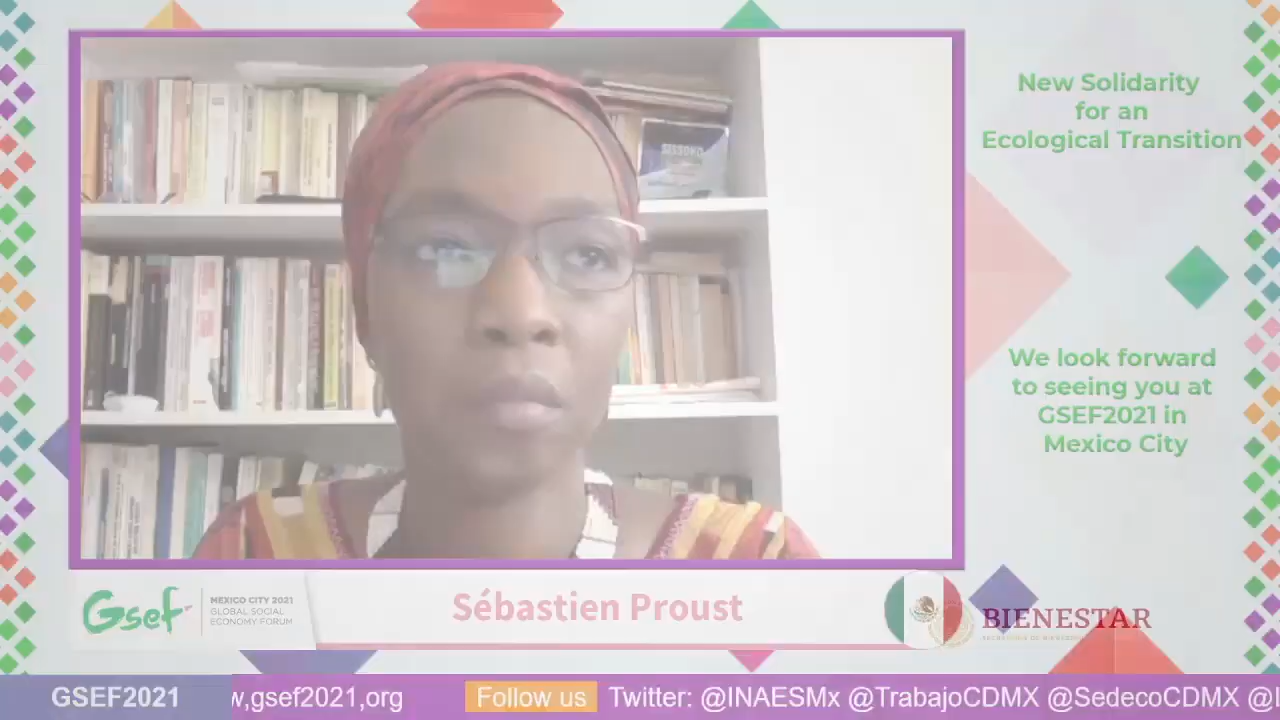 New Solidarity
for an
Ecological Transition
SISSOKO
We look forward
to seeing you at
GSEF2021 in
Mexico City
Gsef
MEXICO CITY 2021
GLOBAL SOCIAL
ECONOMY FORUM
Sébastien Proust
BIENESTAR
GSEF2021
w,gsef2021,org
Follow us
Twitter: @INAESMx @TrabajoCDMX @SedecoCDMX @